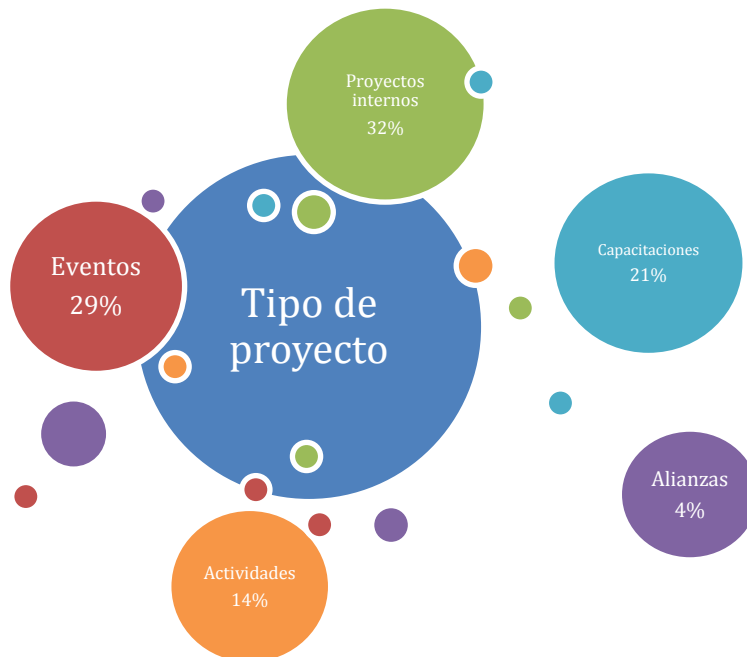 Proyectos
internos
32%
Eventos
29%
Capacitaciones
21%
Tipo de
proyecto
Alianzas
4%
Actividades
14%